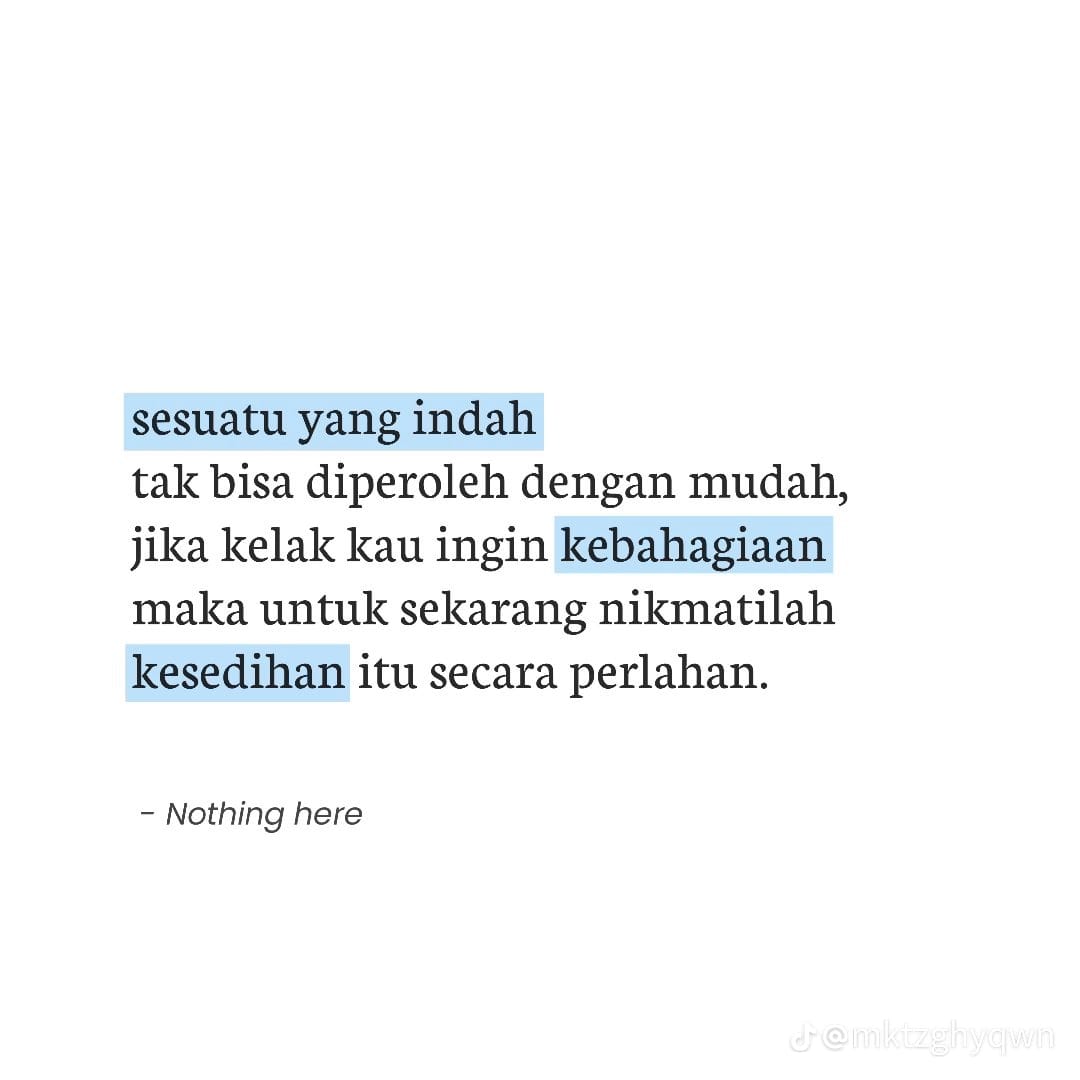 sesuatu yang indah
tak bisa diperoleh dengan mudah,
jika kelak kau ingin kebahagiaan
maka untuk sekarang nikmatilah
kesedihan itu secara perlahan.
- Nothing here
@mktzghyqwn